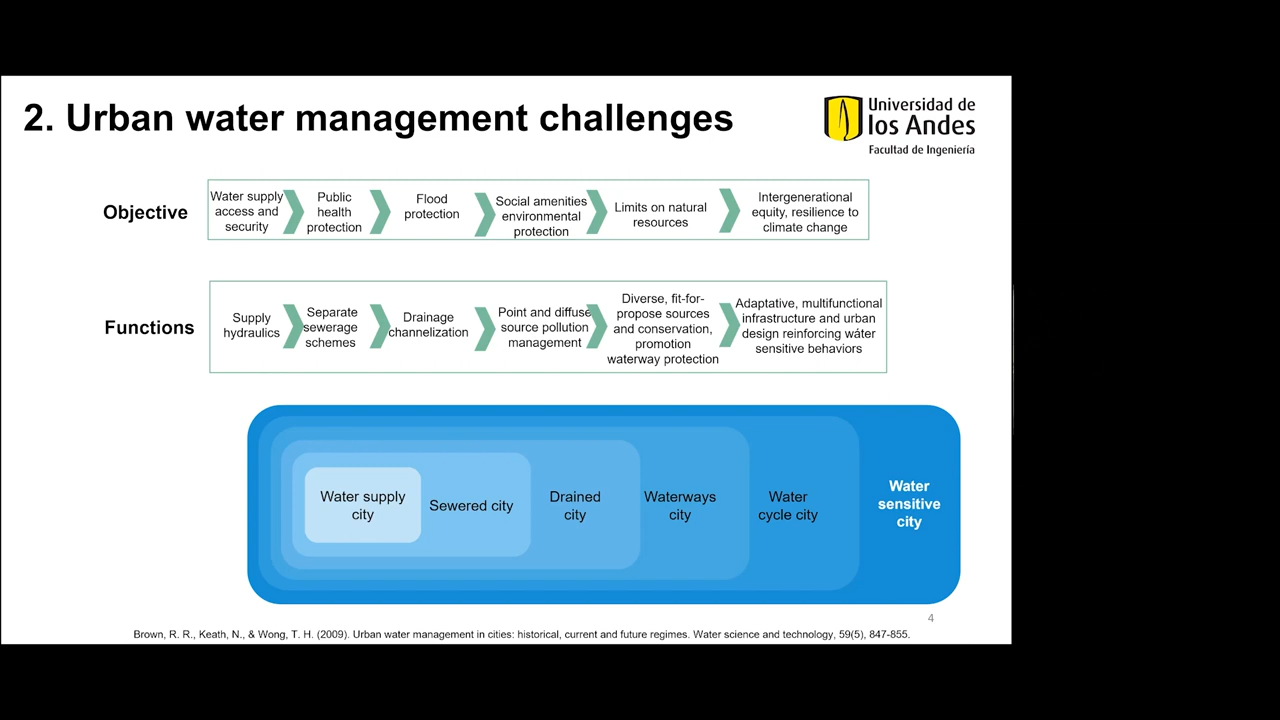 2. Urban water management challenges
Universidad de
los Andes
Facultad de Ingeniería
Objective
Water supply
access and
security
Public
health
protection
Flood
protection
Social amenities
environmental
protection
Limits on natural
resources
Intergenerational
equity, resilience to
climate change
Functions
Supply
hydraulics
Separate
sewerage
schemes
Drainage
channelization
Point and diffuse
source pollution
management
Diverse, fit-for-
propose sources
and conservation,
promotion
waterway protection
Adaptative, multifunctional
infrastructure and urban
design reinforcing water
sensitive behaviors
Water supply
city
Sewered city
Drained
city
Waterways
city
Water
cycle city
Water
sensitive
city
4
Brown, R. R., Keath, N., & Wong, T. H. (2009). Urban water management in cities: historical, current and future regimes. Water science and technology, 59(5), 847-855.